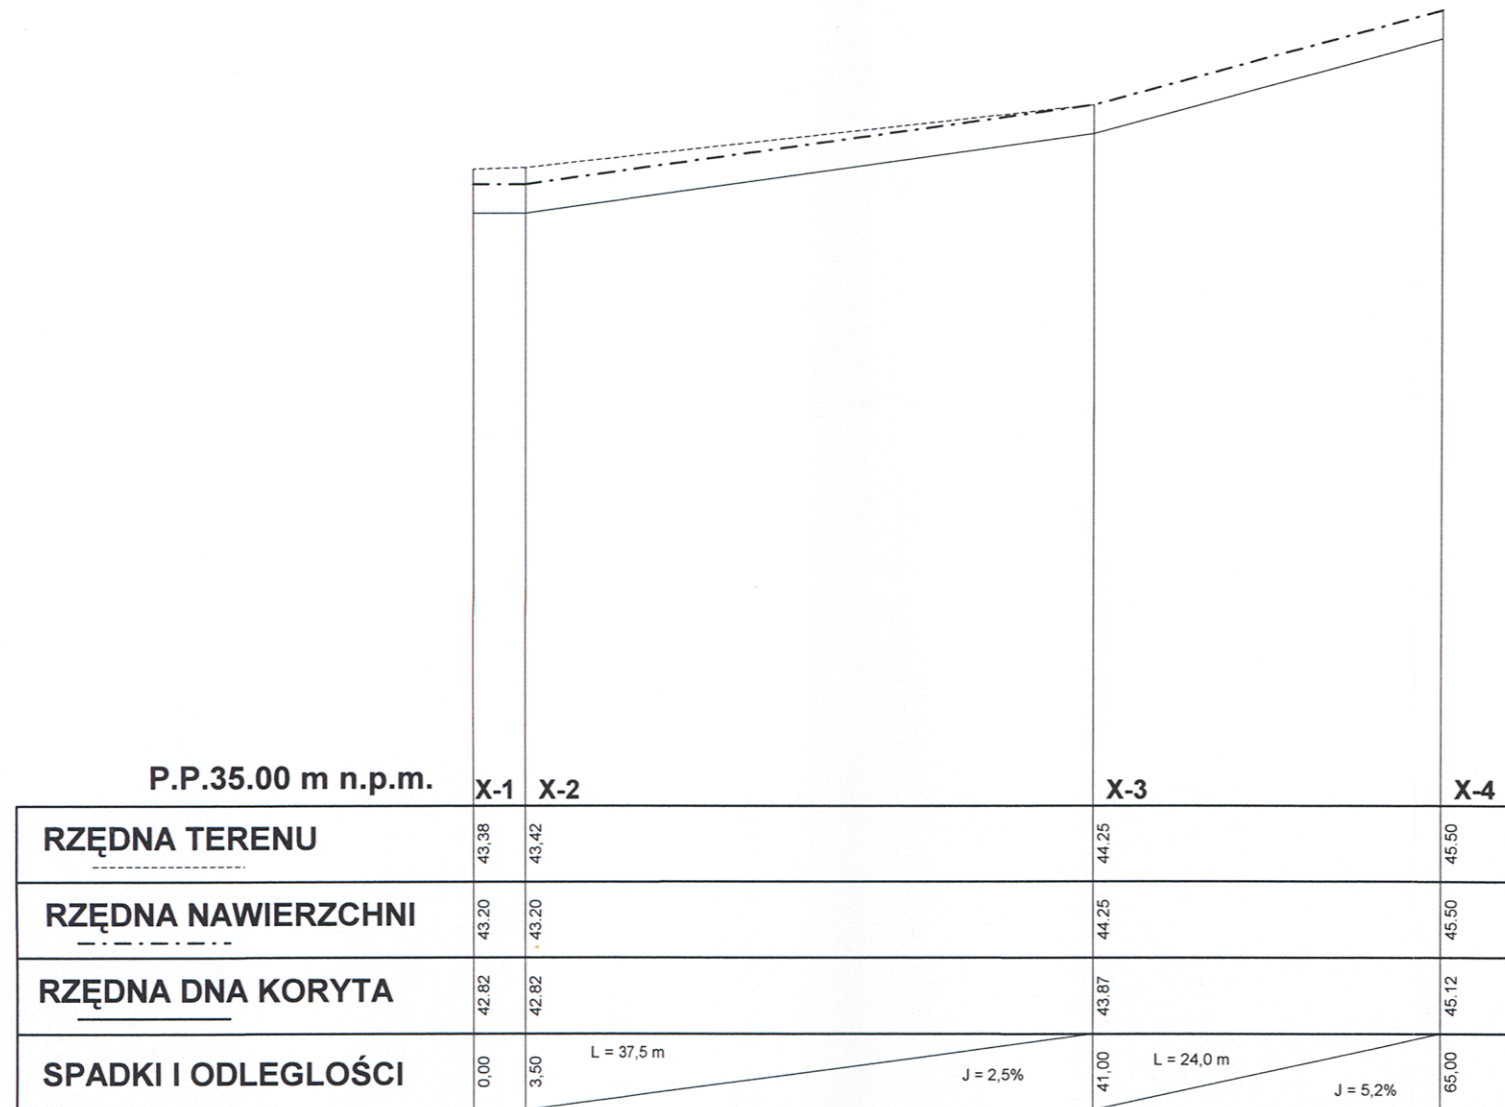 P.P.35.00 m n.p.m.
X-1 X-2 X-3 X-4
RZĘDNA TERENU 43,38 43,42 44.25 45.50
RZĘDNA NAWIERZCHNI 43.20 43.20 44.25 45.50
RZĘDNA DNA KORYTA 42.82 42.82 43.87 45.12
SPADKI I ODLEGLOŚCI 0,00 3,50 L = 37,5 m J = 2,5% 41,00 L = 24,0 m J = 5,2% 65,00